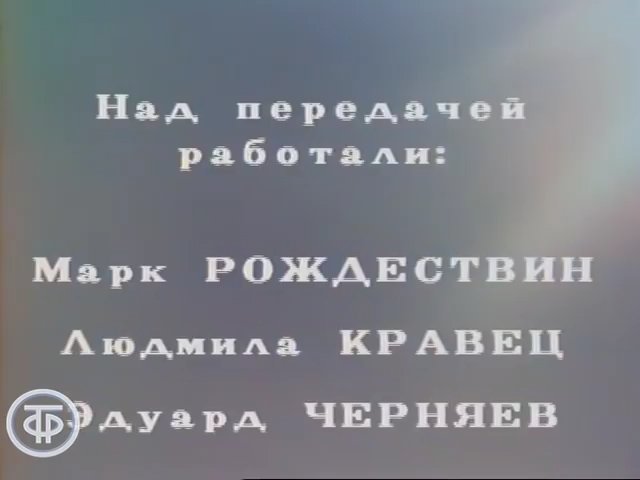 Над передачей
работали:
Марк РОЖДЕСТВИН
Людмила КРАВЕЦ
Эдуард ЧЕРНЯЕВ